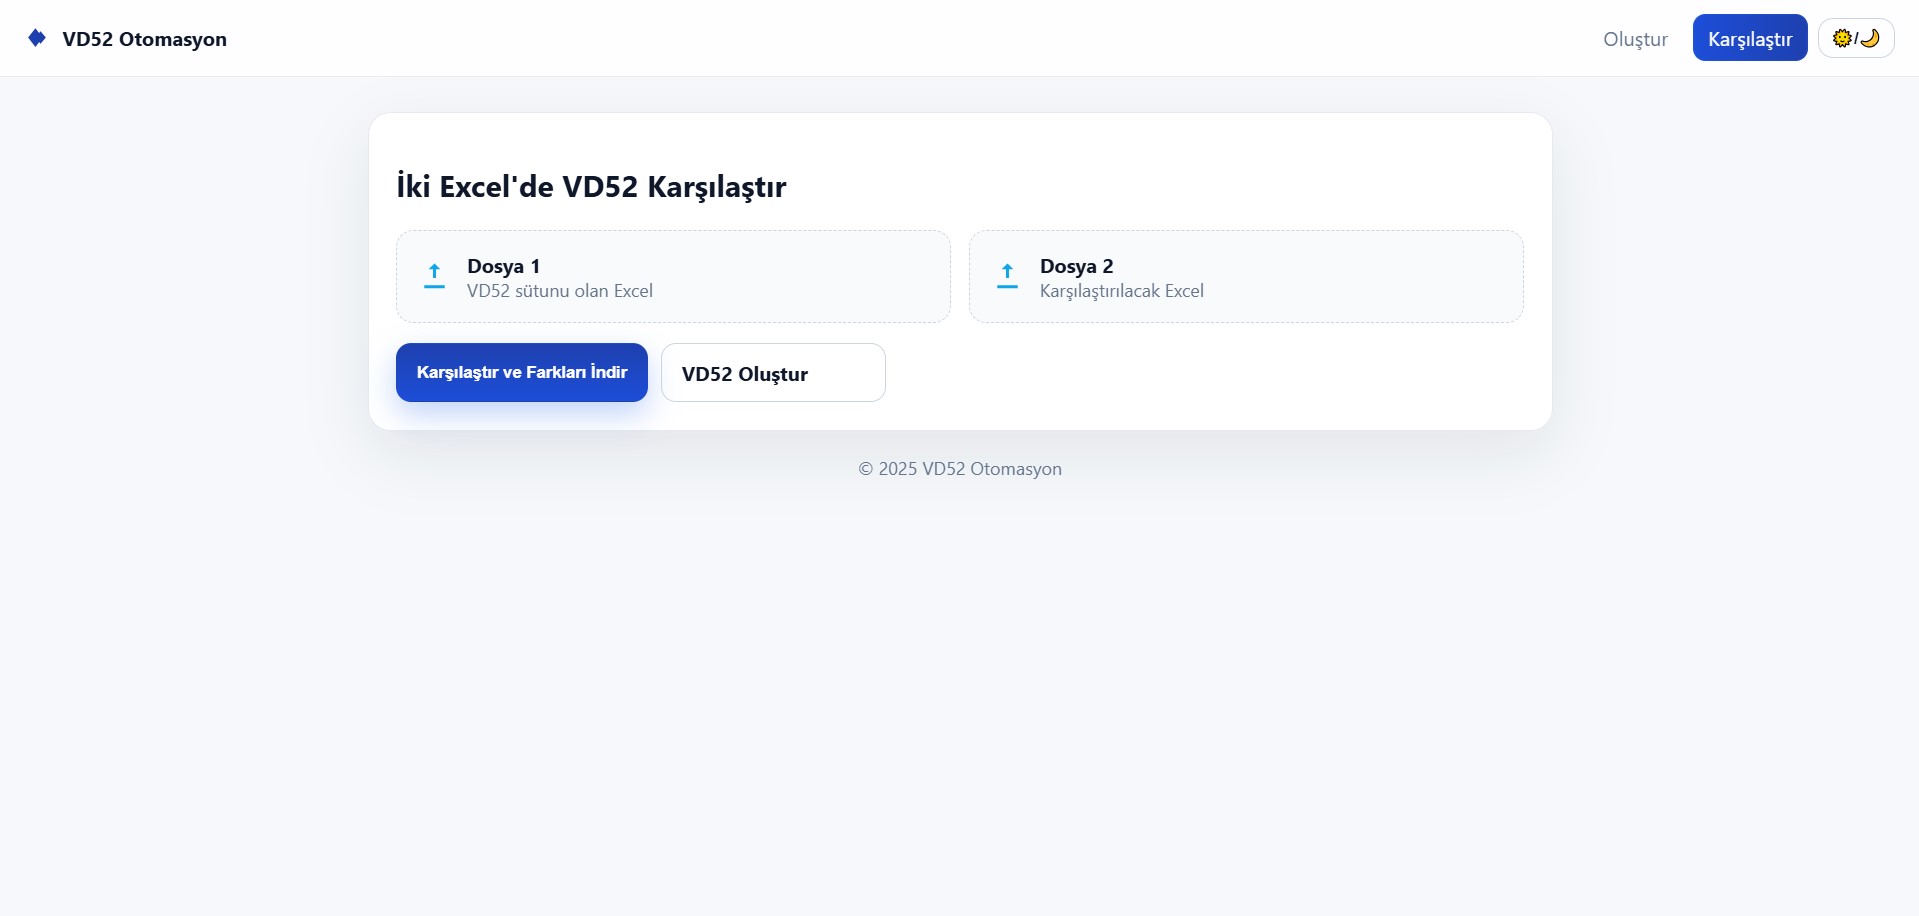 VD52 Otomasyon
Oluştur
Karşılaştır
/
İki Excel'de VD52 Karşılaştır
Dosya 1
VD52 sütunu olan Excel
Dosya 2
Karşılaştırılacak Excel
Karşılaştır ve Farkları İndir
VD52 Oluştur
© 2025 VD52 Otomasyon